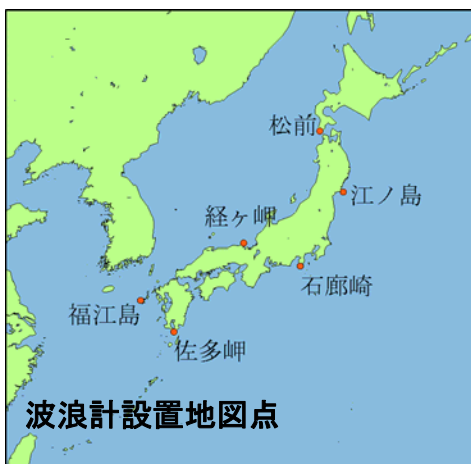 松前
江ノ島
経ヶ岬
石廊崎
福江島
佐多岬
波浪計設置地図点